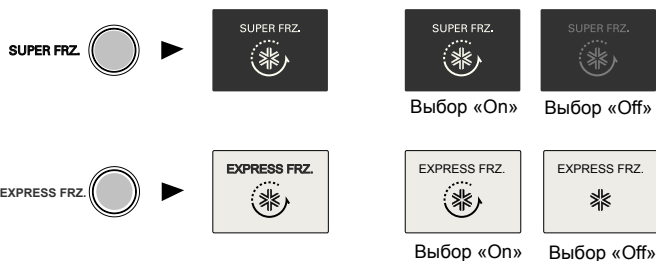 SUPER FRZ.
SUPER FRZ.
SUPER FRZ.
SUPER FRZ.
Выбор «On»
Выбор «Off»
EXPRESS FRZ.
EXPRESS FRZ.
EXPRESS FRZ.
EXPRESS FRZ.
Выбор «On»
Выбор «Off»